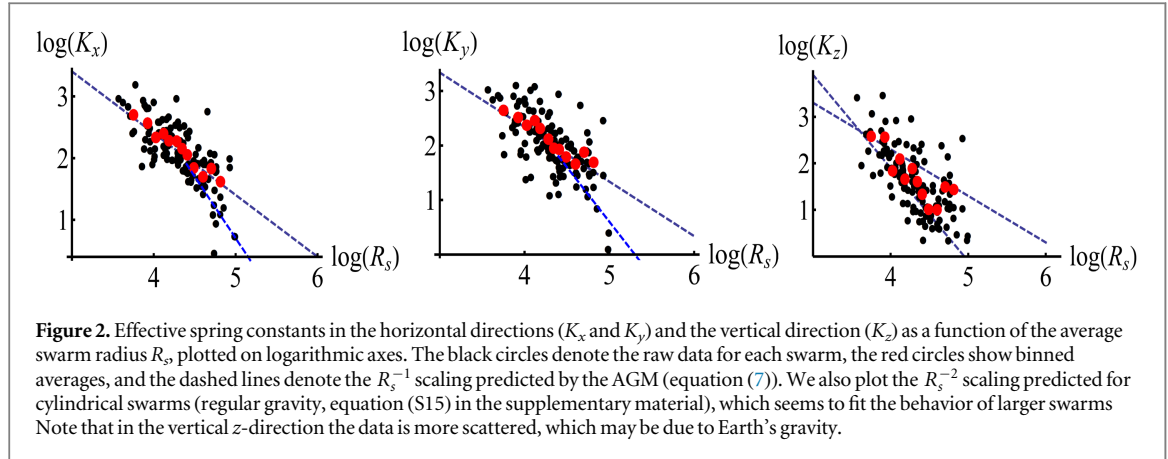 log(Kx)
log(Ky)
log(Kz)
3
2
1
4
5
6
log(Rs)
3
2
1
4
5
6
log(Rs)
3
2
1
4
5
6
log(Rs)
Figure 2. Effective spring constants in the horizontal directions (Kx and Ky) and the vertical direction (Kz) as a function of the average
swarm radius Rs, plotted on logarithmic axes. The black circles denote the raw data for each swarm, the red circles show binned
averages, and the dashed lines denote the Rs^−1 scaling predicted by the AGM (equation (7)). We also plot the Rs^−2 scaling predicted for
cylindrical swarms (regular gravity, equation (S15) in the supplementary material), which seems to fit the behavior of larger swarms
Note that in the vertical z-direction the data is more scattered, which may be due to Earth's gravity.